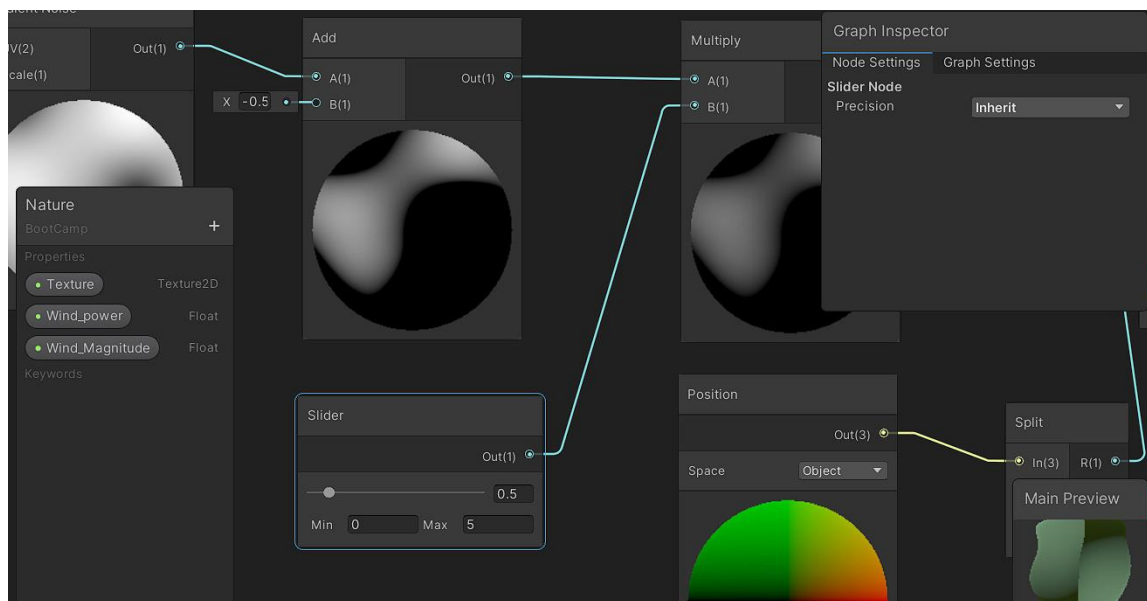 Noise
Out(1)
Add
A(1)
Out(1)
X -0.5
B(1)
Multiply
A(1)
B(1)
Graph Inspector
Node Settings
Graph Settings
Slider Node
Precision
Inherit
Nature
BootCamp
+
Properties
Texture
Texture2D
Wind_power
Float
Wind_Magnitude
Float
Keywords
Slider
Out(1)
0.5
Min 0
Max 5
Position
Out(3)
Space
Object
Split
In(3)
R(1)
Main Preview